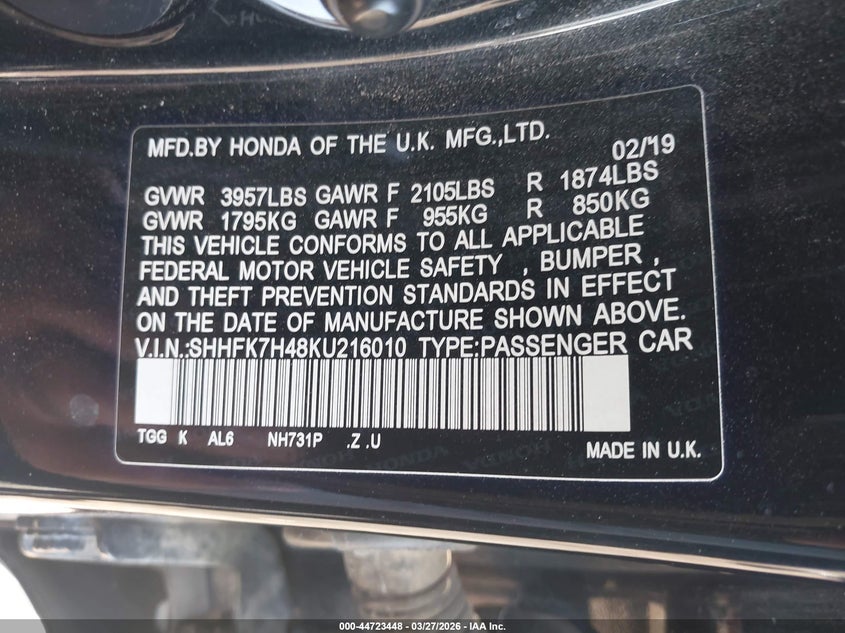 MFD.BY HONDA OF THE U.K. MFG.,LTD. 02/'19
GVWR 3957LBS GAWR F 2105LBS R 1874LBS
GVWR 1795KG GAWR F 955KG R 850KG
THIS VEHICLE CONFORMS TO ALL APPLICABLE
FEDERAL MOTOR VEHICLE SAFETY , BUMPER ,
AND THEFT PREVENTION STANDARDS IN EFFECT
ON THE DATE OF MANUFACTURE SHOWN ABOVE.
V.I.N.:SHHFK7H48KU216010 TYPE:PASSENGER CAR
TGG K AL6 NH731P .Z .U
MADE IN U.K.
000-44723448 - 03/27/2026 - IAA Inc.